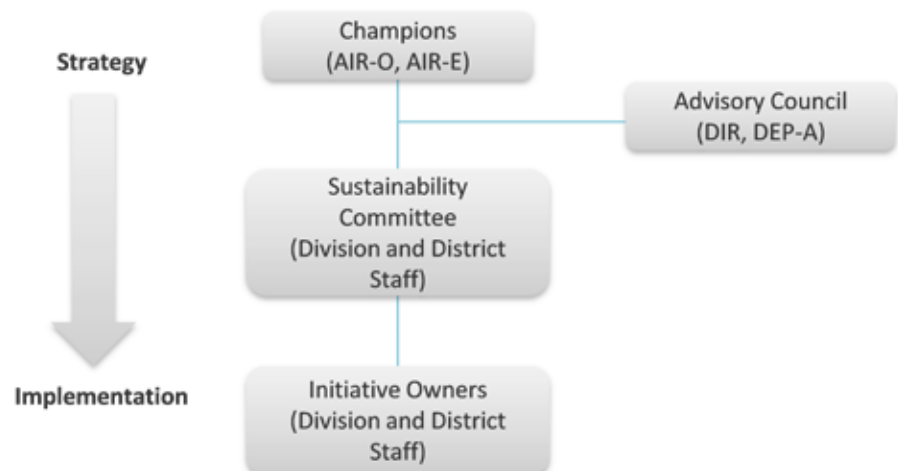 Strategy
Implementation
Champions
(AIR-O, AIR-E)
Advisory Council
(DIR, DEP-A)
Sustainability
Committee
(Division and District
Staff)
Initiative Owners
(Division and District
Staff)